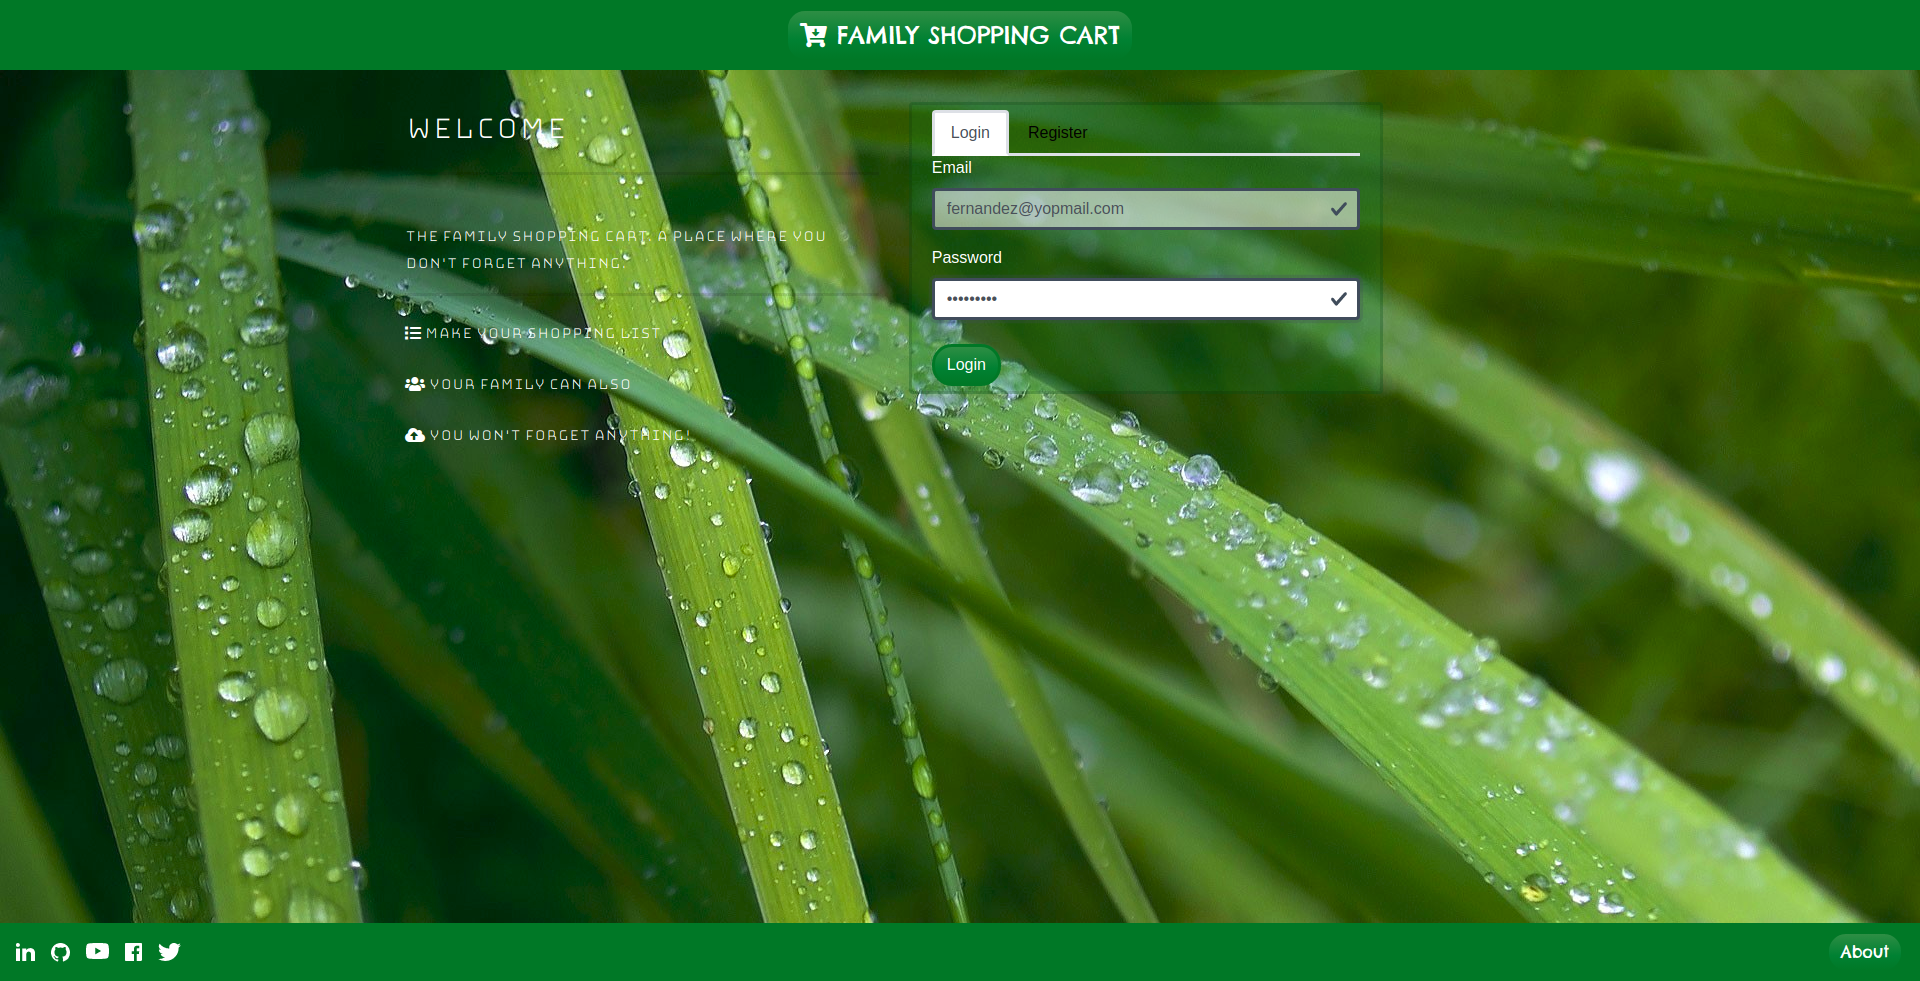 FAMILY SHOPPING CART
WELCOME
THE FAMILY SHOPPING CART. A PLACE WHERE YOU
DON'T FORGET ANYTHING.
MAKE YOUR SHOPPING LIST
YOUR FAMILY CAN ALSO
YOU WON'T FORGET ANYTHING!
Login Register
Email
fernandez@yopmail.com
Password
•••••••••
Login
About